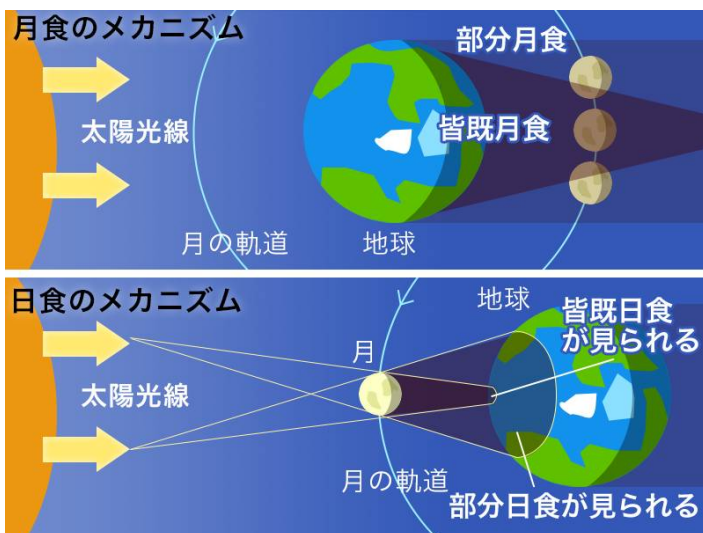 月食のメカニズム
部分月食
太陽光線
皆既月食
月の軌道
地球
日食のメカニズム
地球
皆既日食
が見られる
月
太陽光線
月の軌道
部分日食が見られる